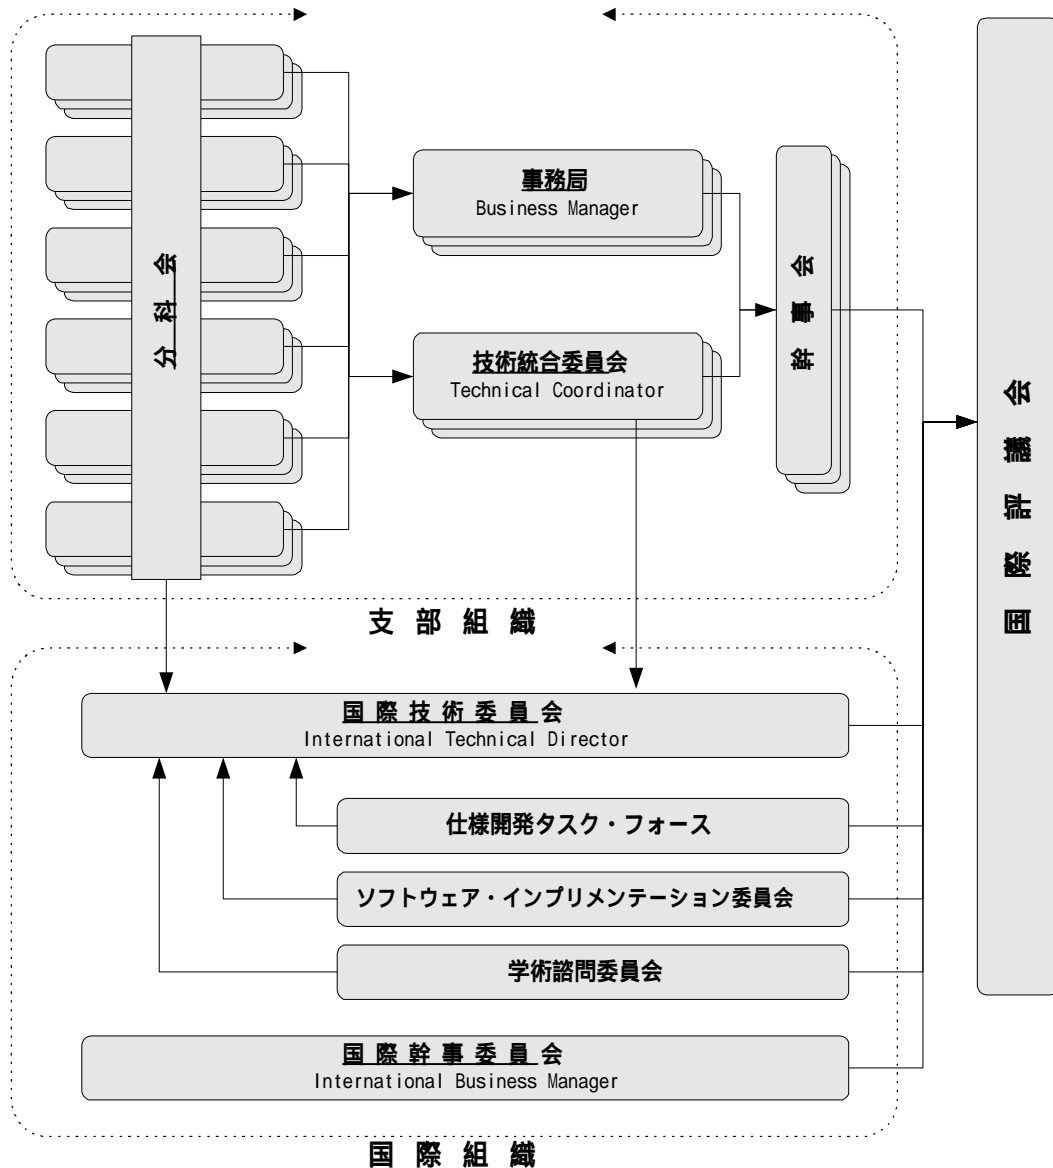 分科会
事務局
Business Manager
技術統合委員会
Technical Coordinator
幹事会
国際評議会
支部組織
国際技術委員会
International Technical Director
仕様開発タスク・フォース
ソフトウェア・インプリメンテーション委員会
学術諮問委員会
国際幹事委員会
International Business Manager
国際組織